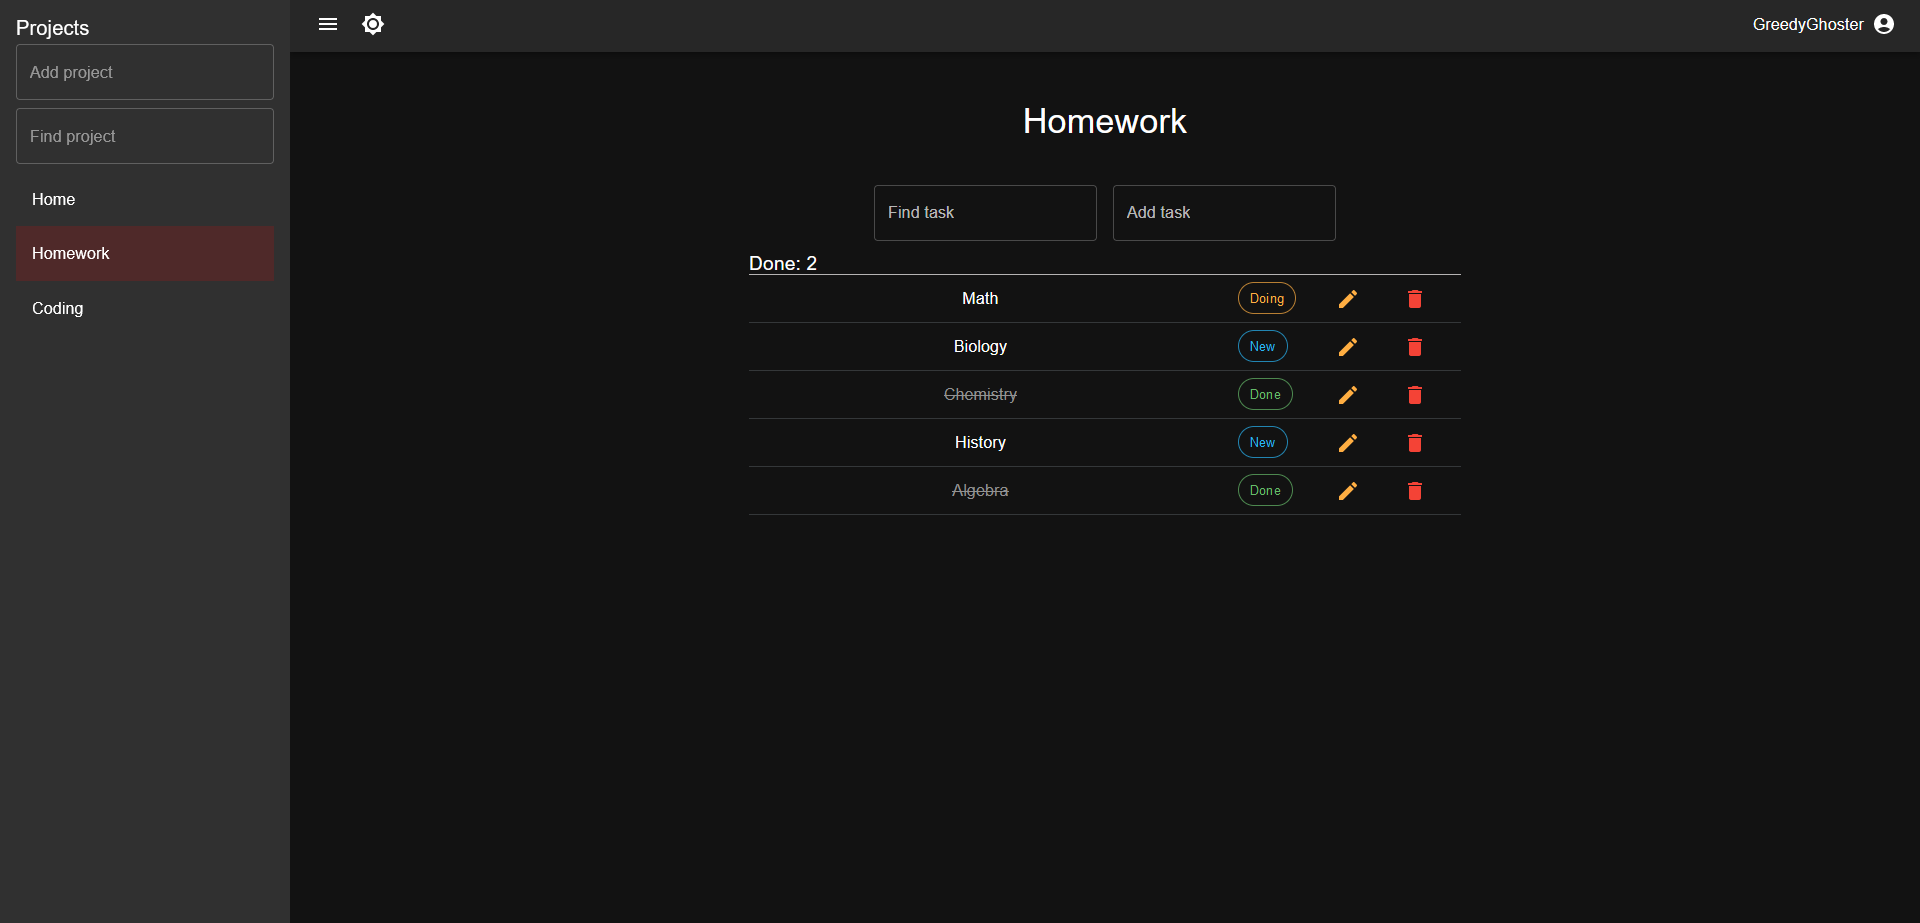 Projects
Add project
Find project
Home
Homework
Coding
GreedyGhoster
Homework
Find task
Add task
Done: 2
Math Doing
Biology New
Chemistry Done
History New
Algebra Done